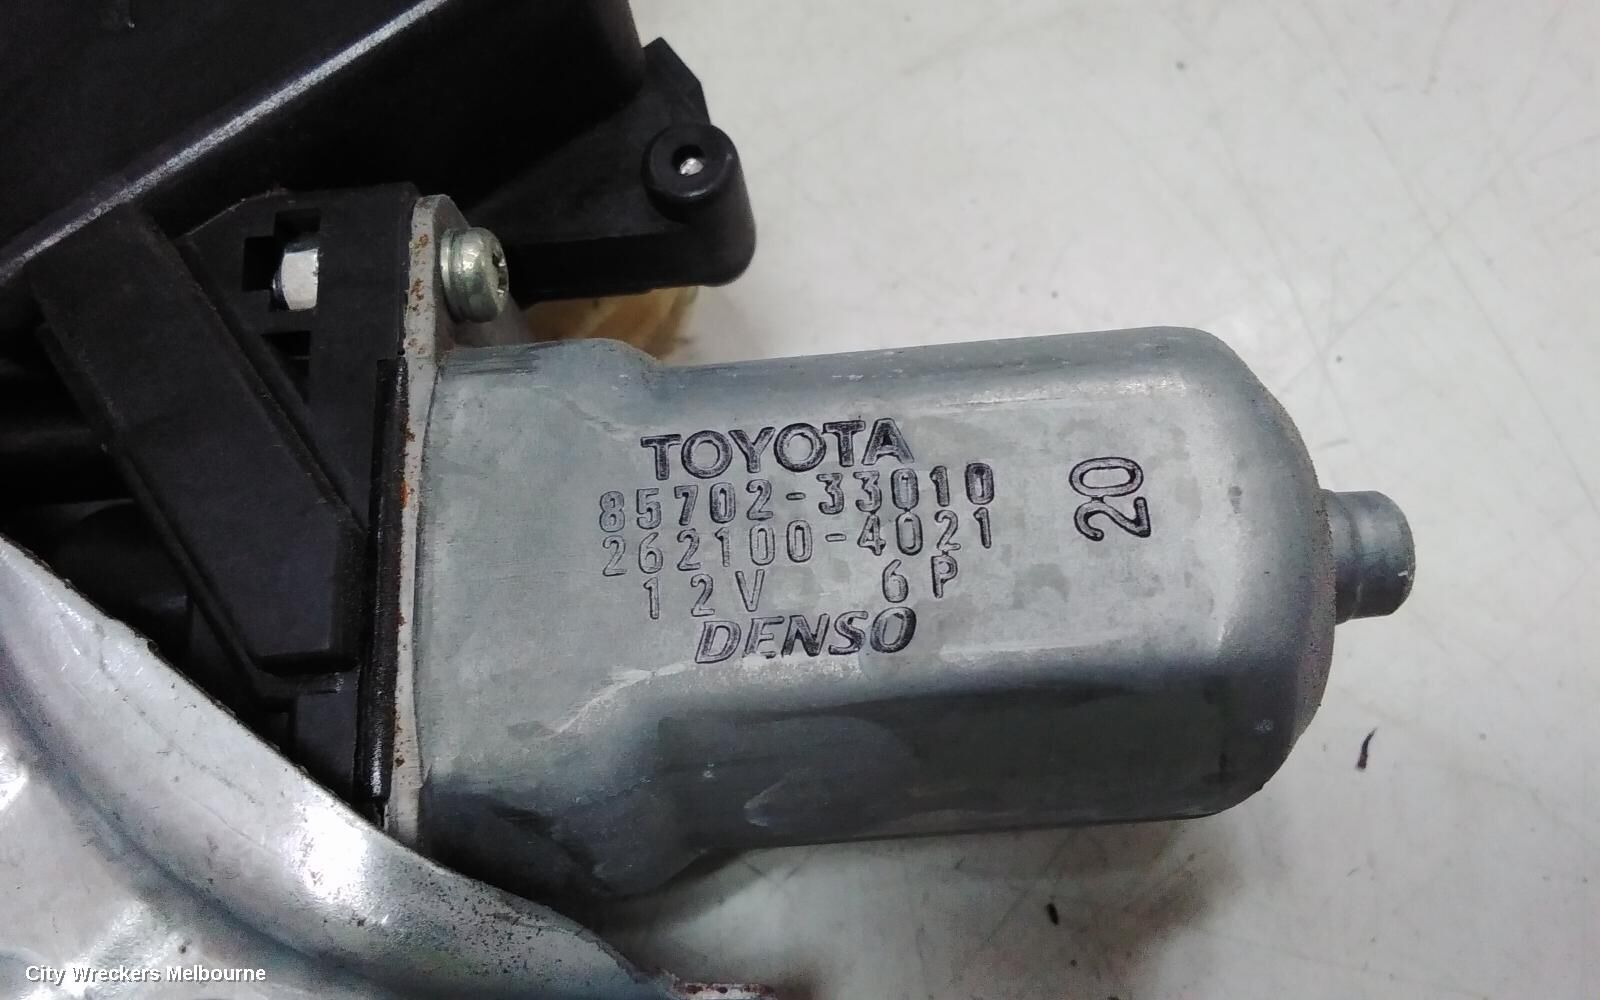 TOYOTA
85702-33010
262100-4021
12V 6P
DENSO
20
City Wreckers Melbourne